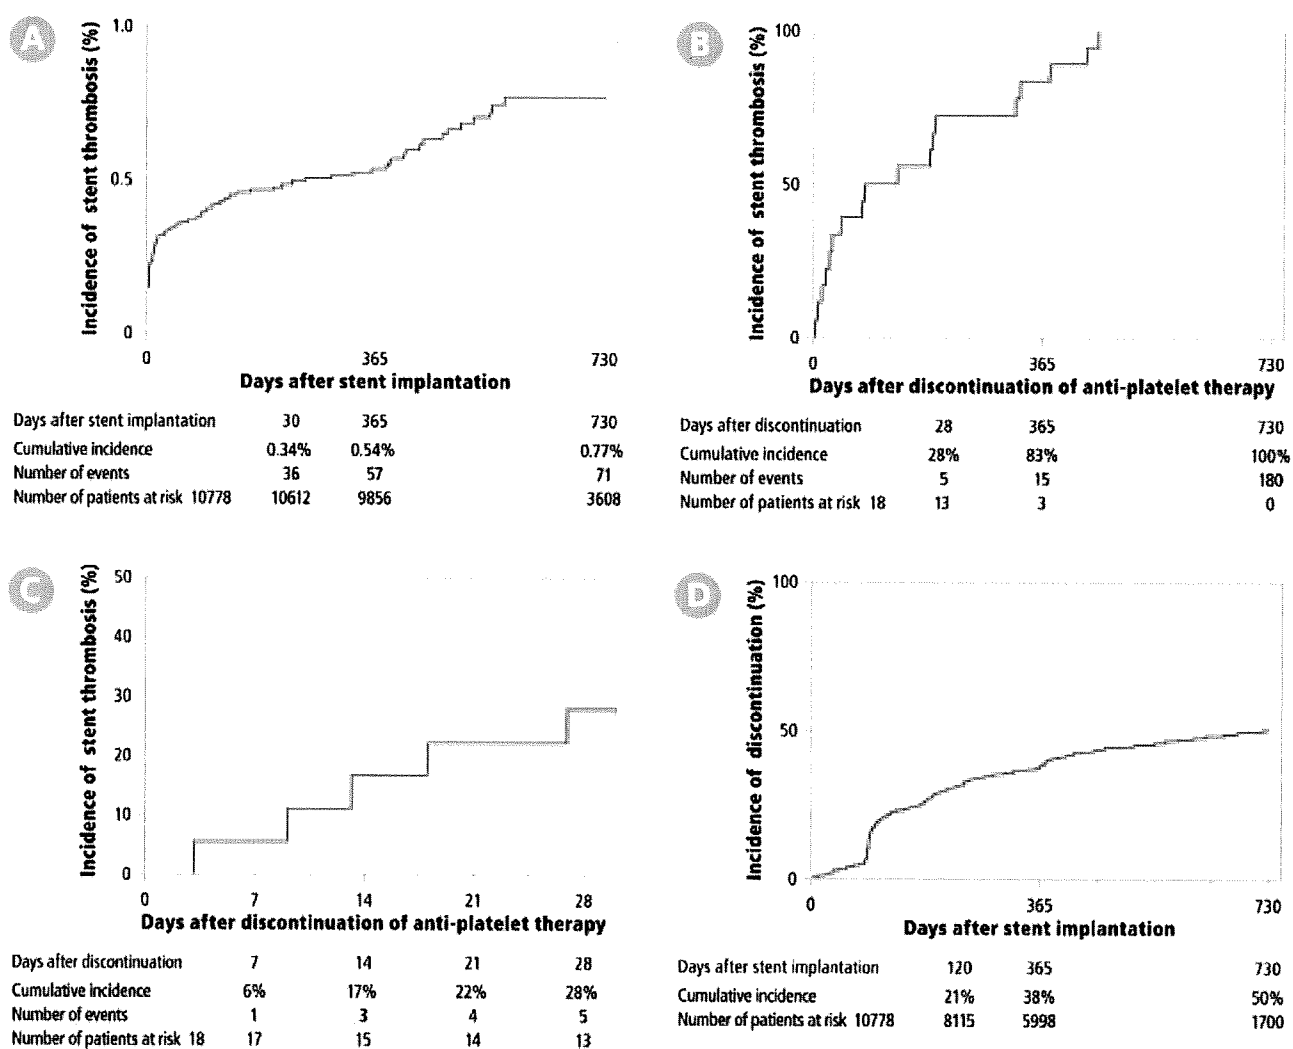 A
Incidence of stent thrombosis (%)
1.0
0.5
0
0 365 730
Days after stent implantation
Days after stent implantation 30 365 730
Cumulative incidence 0.34% 0.54% 0.77%
Number of events 36 57 71
Number of patients at risk 10778 10612 9856 3608
B
Incidence of stent thrombosis (%)
100
50
0
0 365 730
Days after discontinuation of anti-platelet therapy
Days after discontinuation 28 365 730
Cumulative incidence 28% 83% 100%
Number of events 5 15 180
Number of patients at risk 18 13 3 0
C
Incidence of stent thrombosis (%)
50
40
30
20
10
0
0 7 14 21 28
Days after discontinuation of anti-platelet therapy
Days after discontinuation 7 14 21 28
Cumulative incidence 6% 17% 22% 28%
Number of events 1 3 4 5
Number of patients at risk 18 17 15 14 13
D
Incidence of discontinuation (%)
100
50
0
0 365 730
Days after stent implantation
Days after stent implantation 120 365 730
Cumulative incidence 21% 38% 50%
Number of patients at risk 10778 8115 5998 1700